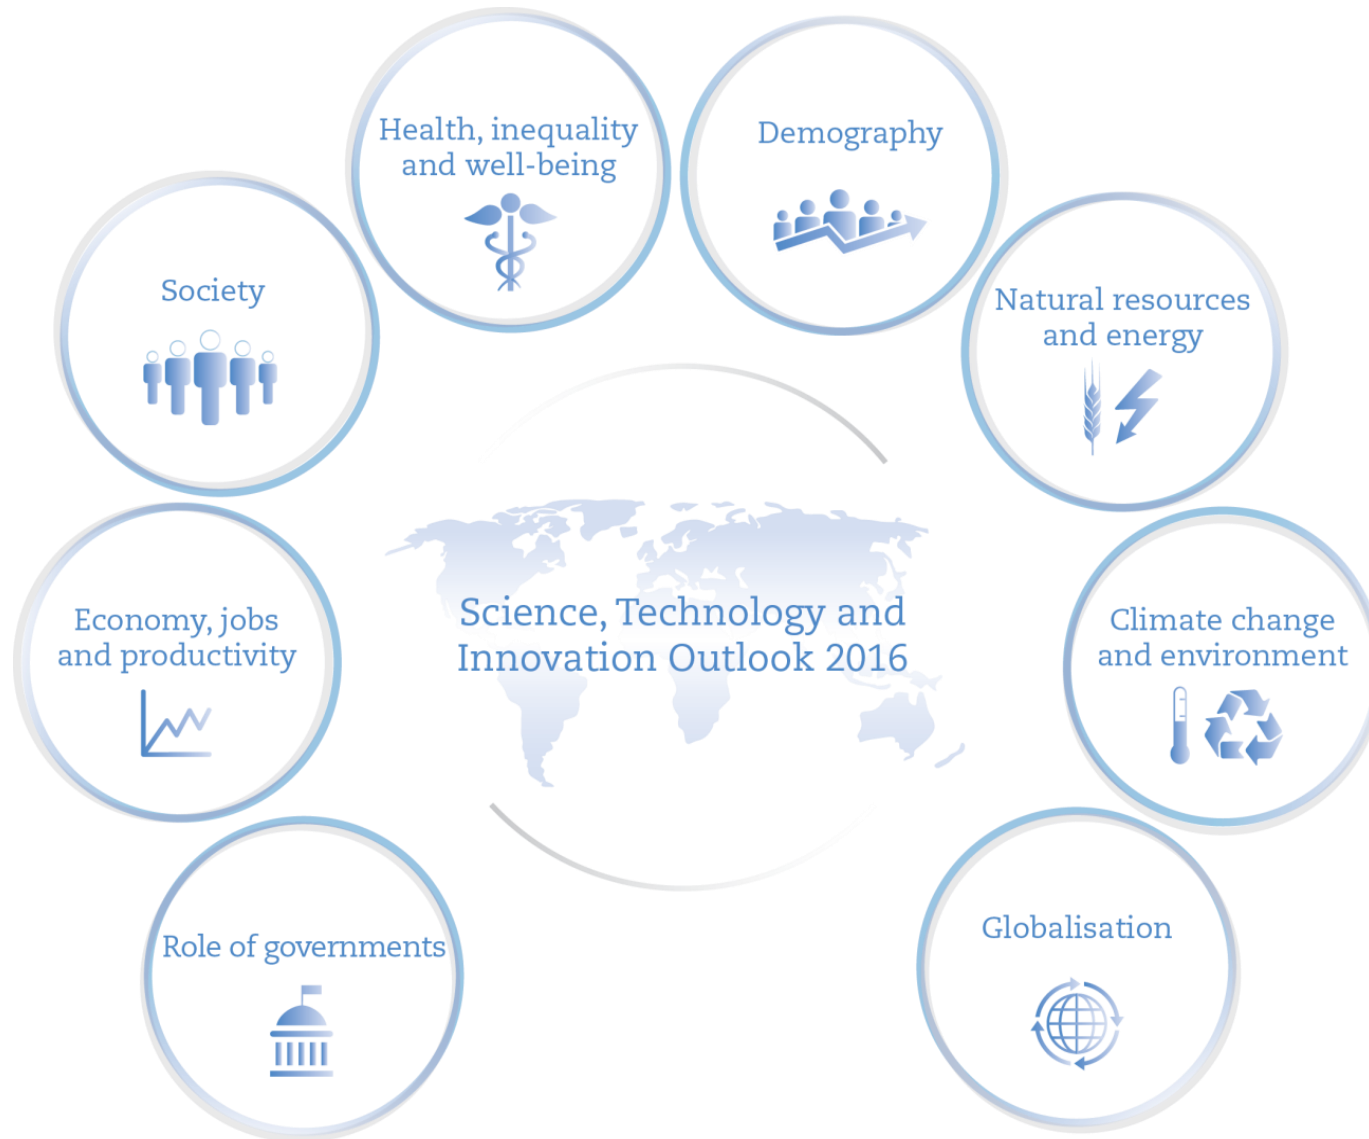 Health, inequality
and well-being
Demography
Society
Natural resources
and energy
Science, Technology and
Innovation Outlook 2016
Economy, jobs
and productivity
Climate change
and environment
Role of governments
Globalisation